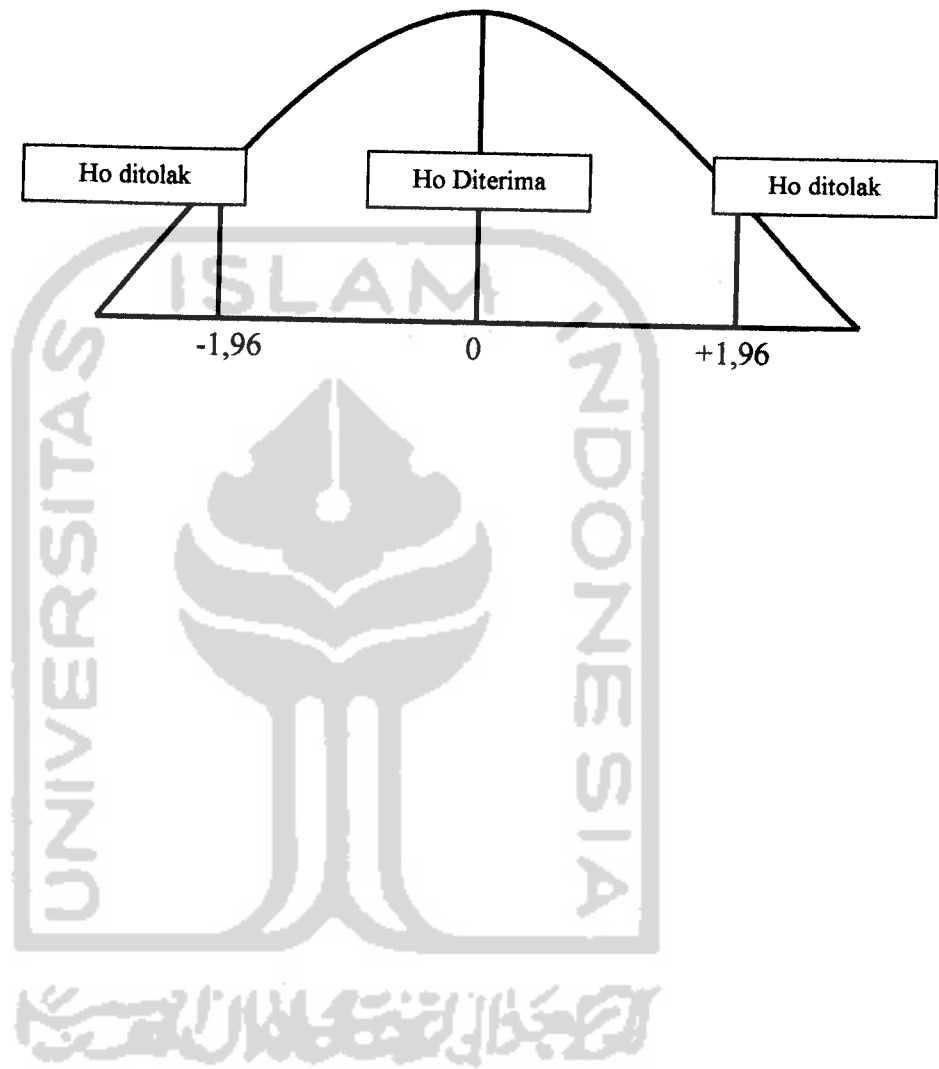 Ho ditolak
Ho Diterima
Ho ditolak
-1,96
0
+1,96
ISLAM
UNIVERSITAS
INDONESIA